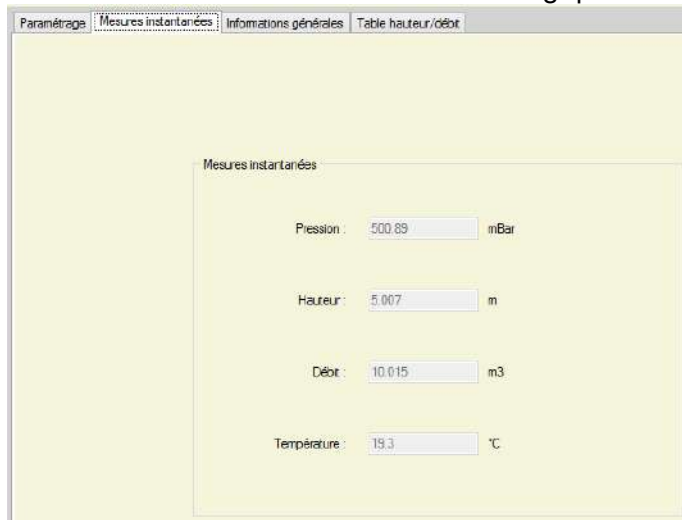 Paramétrage Mesures instantanées Informations générales Table hauteur/débit
Mesures instantanées
Pression : 500.89 mBar
Hauteur : 5.007 m
Débit : 10.015 m3
Température : 19.3 °C